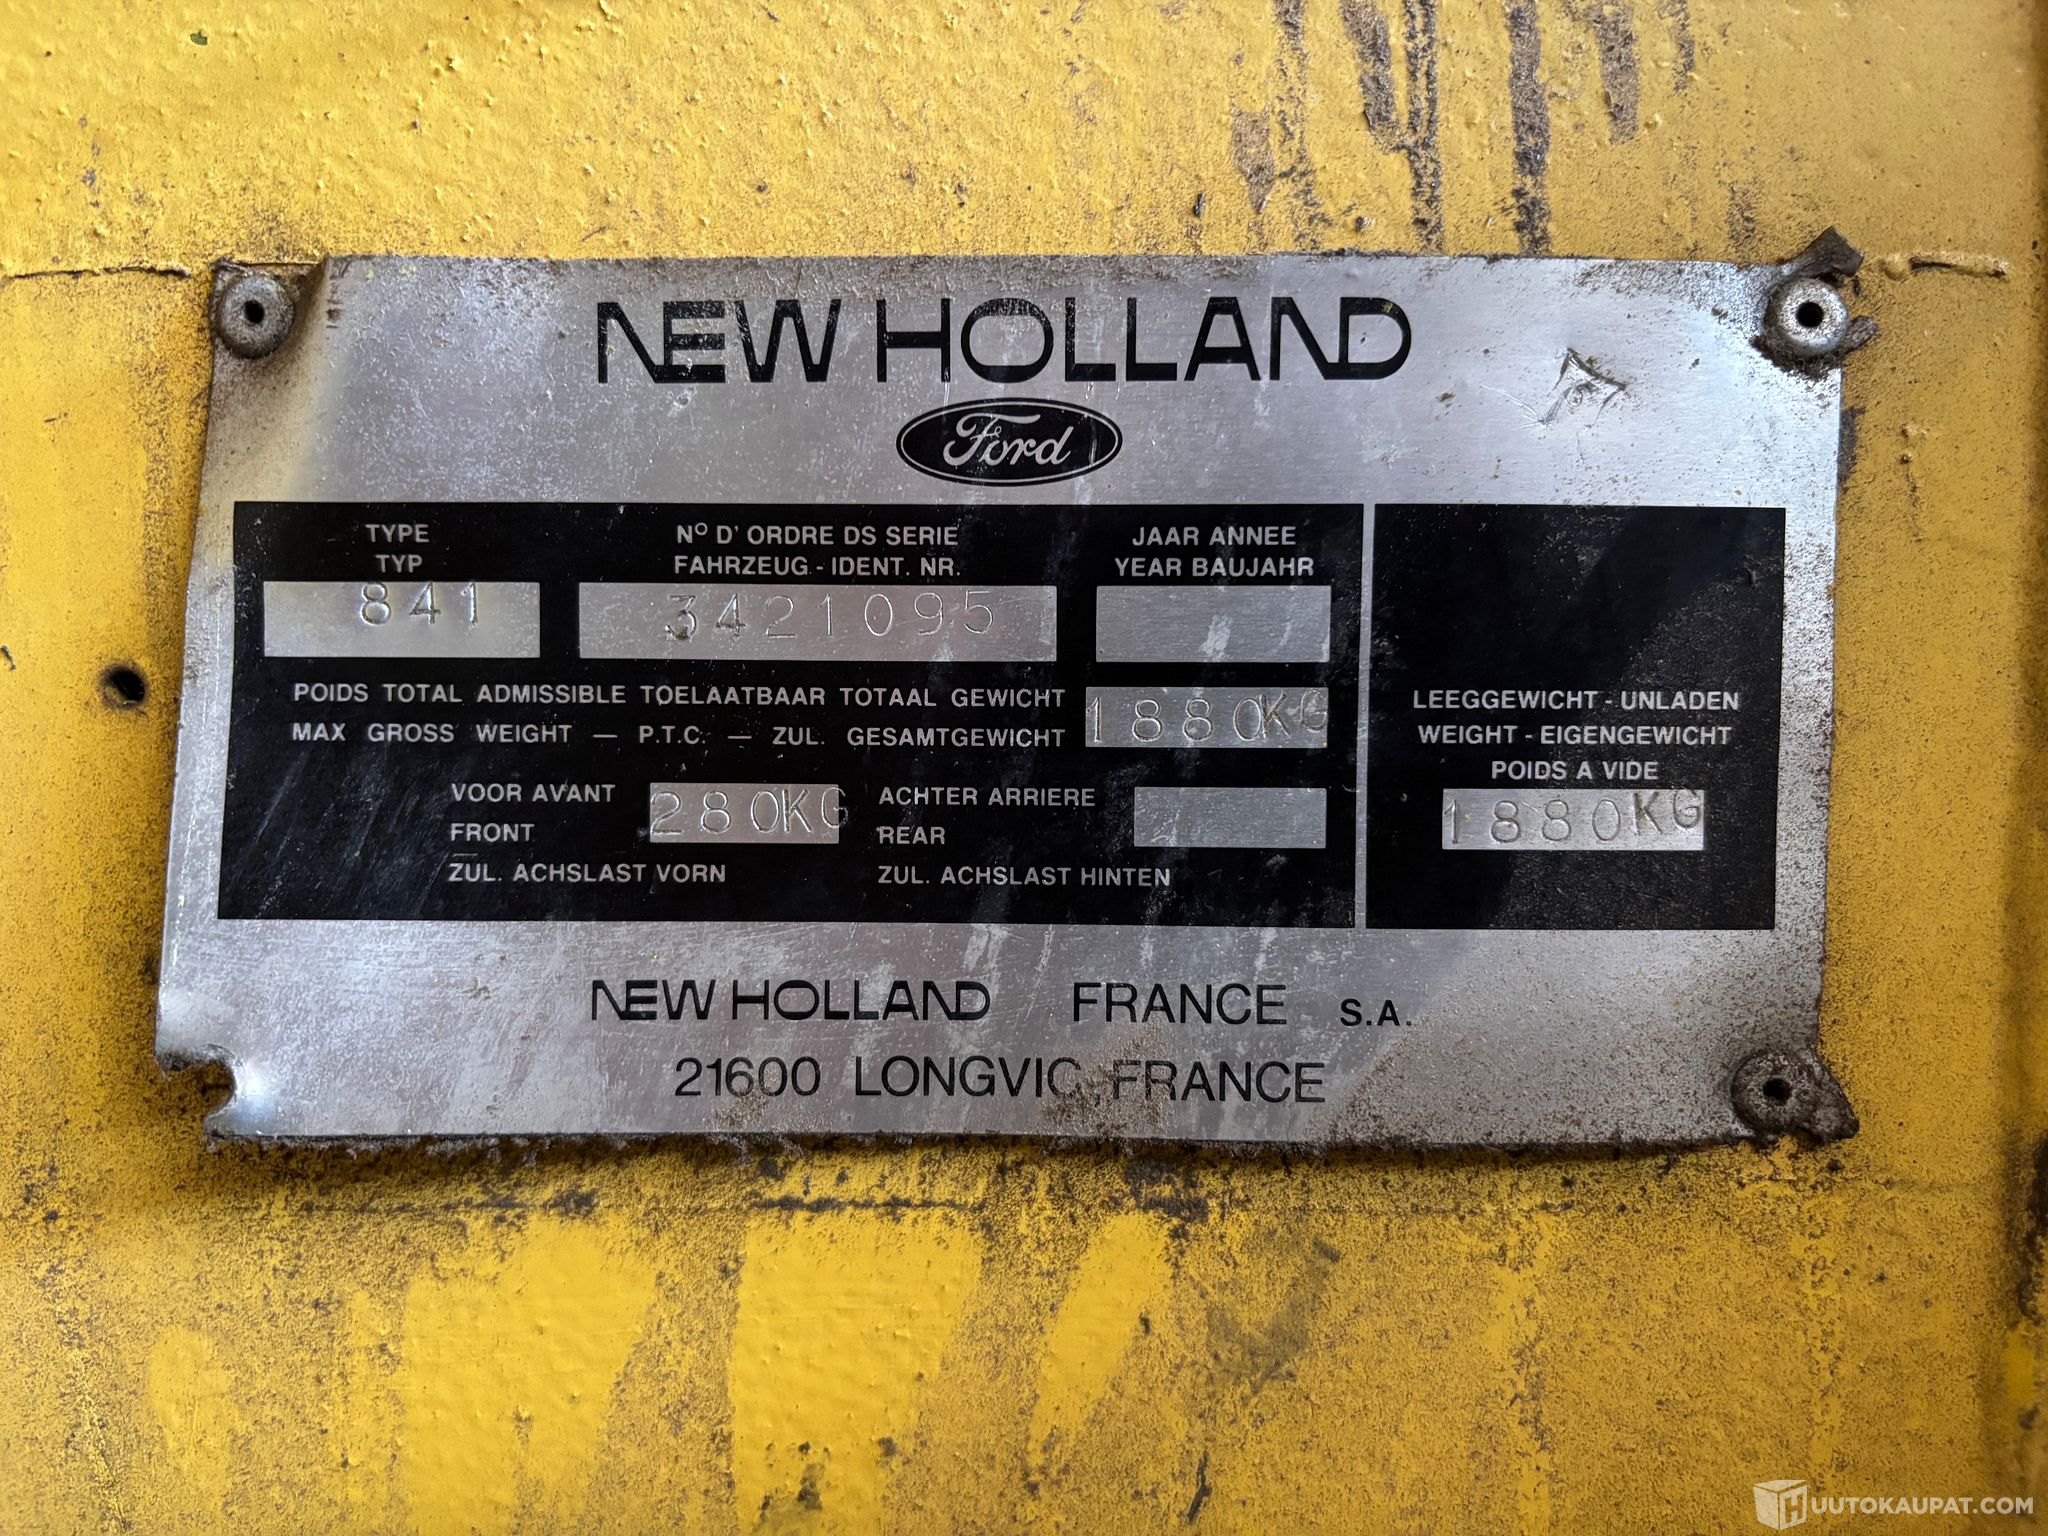 NEW HOLLAND
Ford
TYPE
TYP
841
Nº D' ORDRE DS SERIE
FAHRZEUG - IDENT. NR.
3421095
JAAR ANNEE
YEAR BAUJAHR
POIDS TOTAL ADMISSIBLE TOELAATBAAR TOTAAL GEWICHT
MAX GROSS WEIGHT — P.T.C. — ZUL. GESAMTGEWICHT
1880KG
VOOR AVANT
FRONT
ZUL. ACHSLAST VORN
280KG
ACHTER ARRIERE
REAR
ZUL. ACHSLAST HINTEN
LEEGGEWICHT - UNLADEN
WEIGHT - EIGENGEWICHT
POIDS A VIDE
1880KG
NEW HOLLAND FRANCE S.A.
21600 LONGVIC, FRANCE
HUUTOKAUPAT.COM